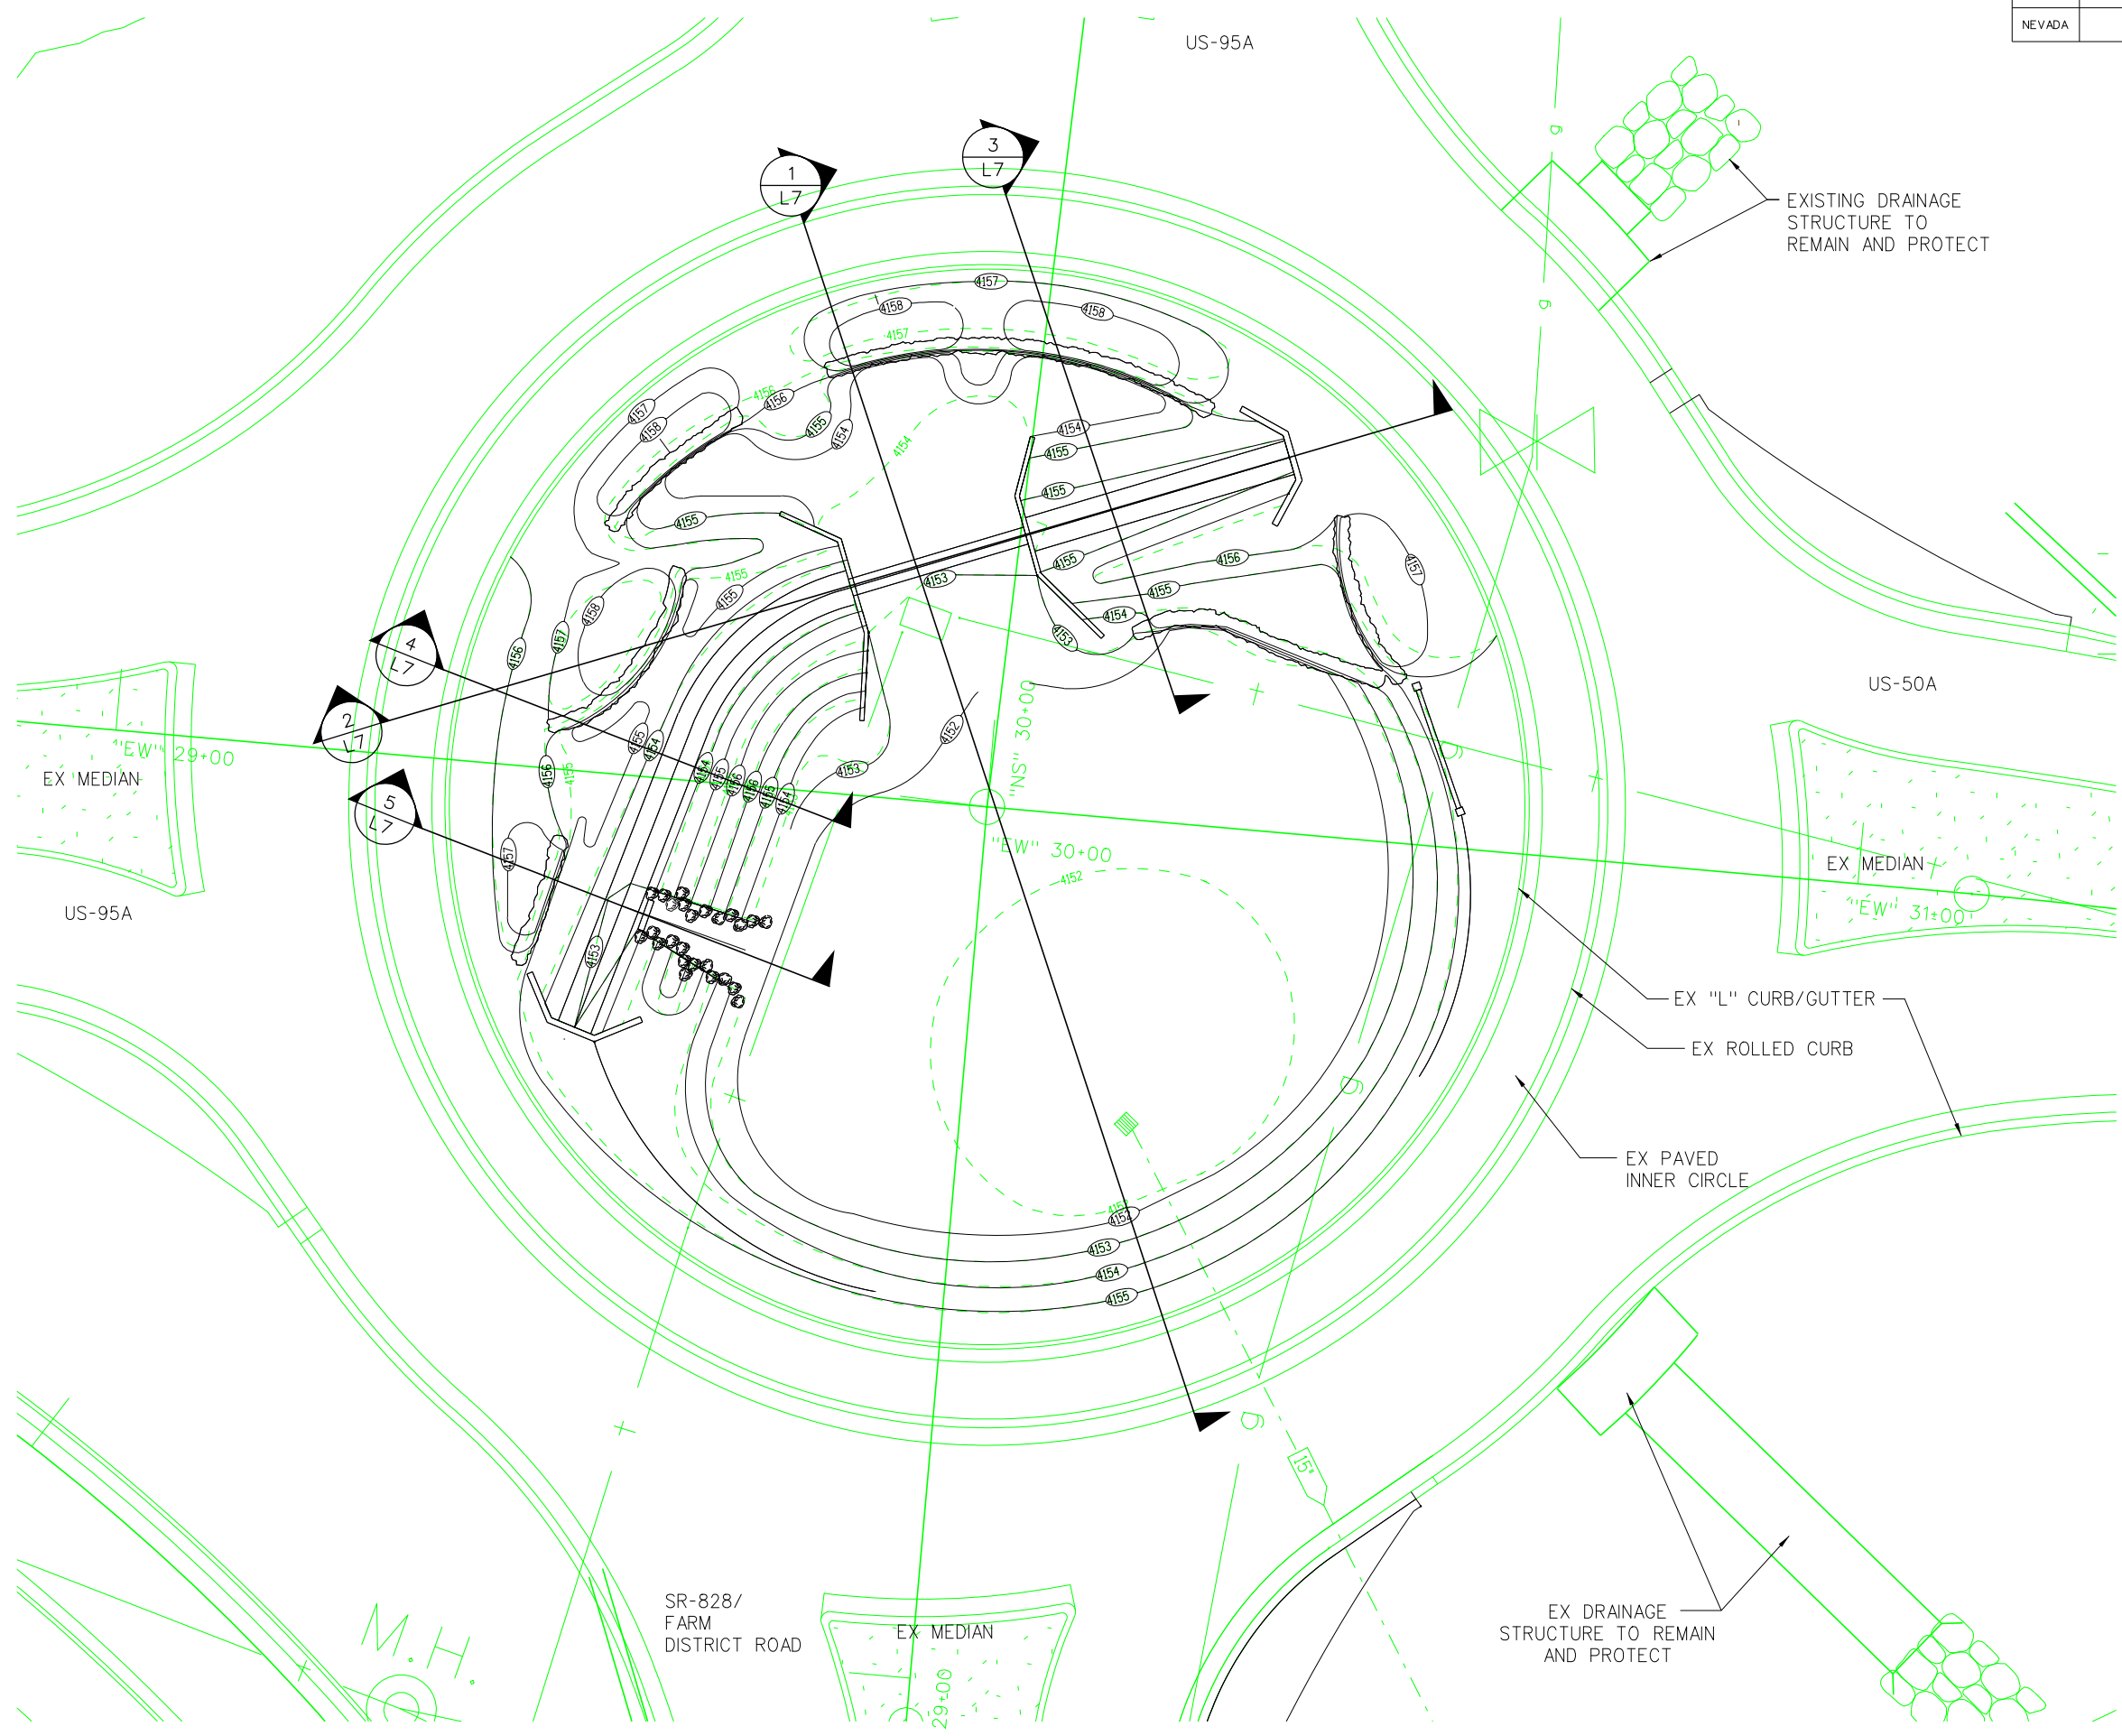 NEVADA
US-95A
EXISTING DRAINAGE
STRUCTURE TO
REMAIN AND PROTECT
1
L7
3
L7
4157
4158
4158
4157
4156
4156
4157
4158
4155
4154
4154
4154
4155
4155
4155
4155
4155
4153
4155
4156
4155
4154
4153
4157
4158
4157
4156
4
L7
2
L7
5
L7
US-50A
"EW" 29+00
EX MEDIAN
US-95A
4156
4155
4155
4154
4154
4155
4156
4156
4155
4154
4153
4152
"NS" 30+00
"EW" 30+00
4152
4157
4153
EX MEDIAN
"EW" 31+00
EX "L" CURB/GUTTER
EX ROLLED CURB
EX PAVED
INNER CIRCLE
4152
4153
4154
4155
15"
SR-828/
FARM
DISTRICT ROAD
EX MEDIAN
29+00
M.H.
EX DRAINAGE
STRUCTURE TO REMAIN
AND PROTECT